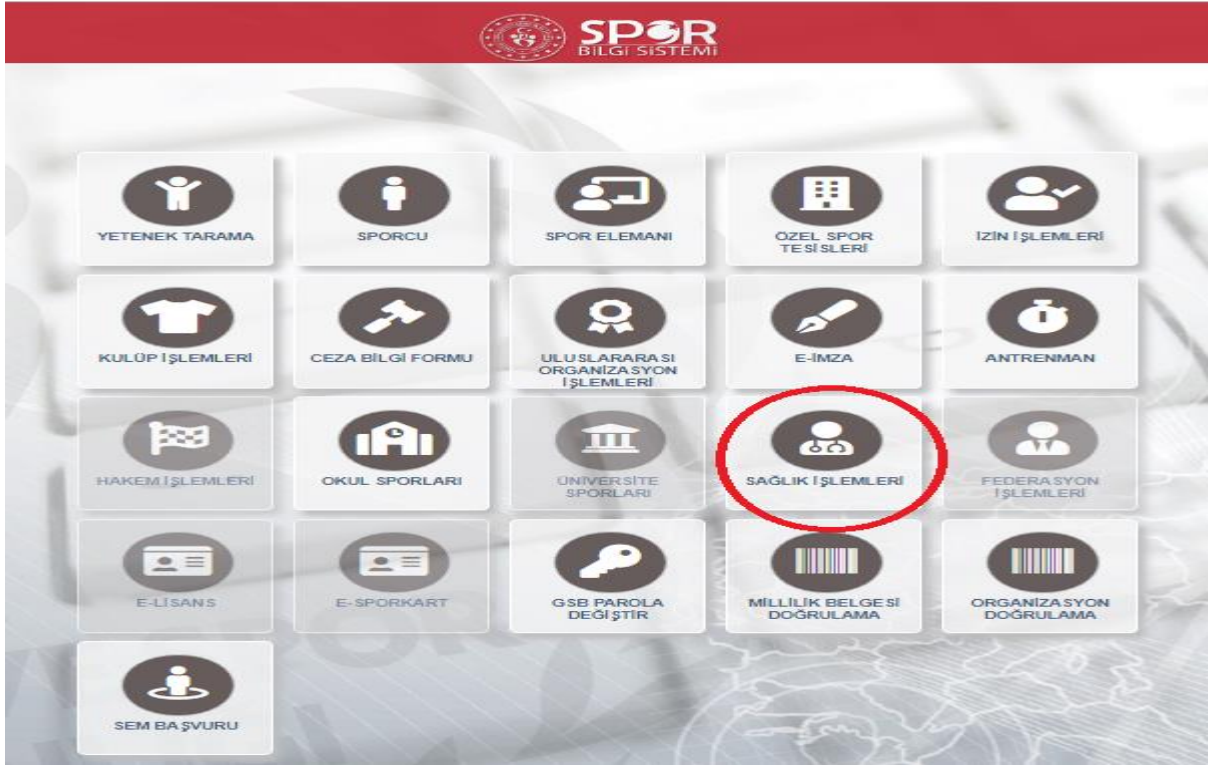 SPOR
BİLGİ SİSTEMİ
YETENEK TARAMA
SPORCU
SPOR ELEMANI
ÖZEL SPOR
TESİSLERİ
İZİN İŞLEMLERİ
KULÜP İŞLEMLERİ
CEZA BİLGİ FORMU
ULUSLARARASI
ORGANİZASYON
İŞLEMLERİ
E-İMZA
ANTRENMAN
HAKEM İŞLEMLERİ
OKUL SPORLARI
ÜNİVERSİTE
SPORLARI
SAĞLIK İŞLEMLERİ
FEDERASYON
İŞLEMLERİ
E-LİSANS
E-SPORKART
GSB PAROLA
DEĞİŞTİR
MİLLİLİK BELGESİ
DOĞRULAMA
ORGANİZASYON
DOĞRULAMA
SEM BAŞVURU